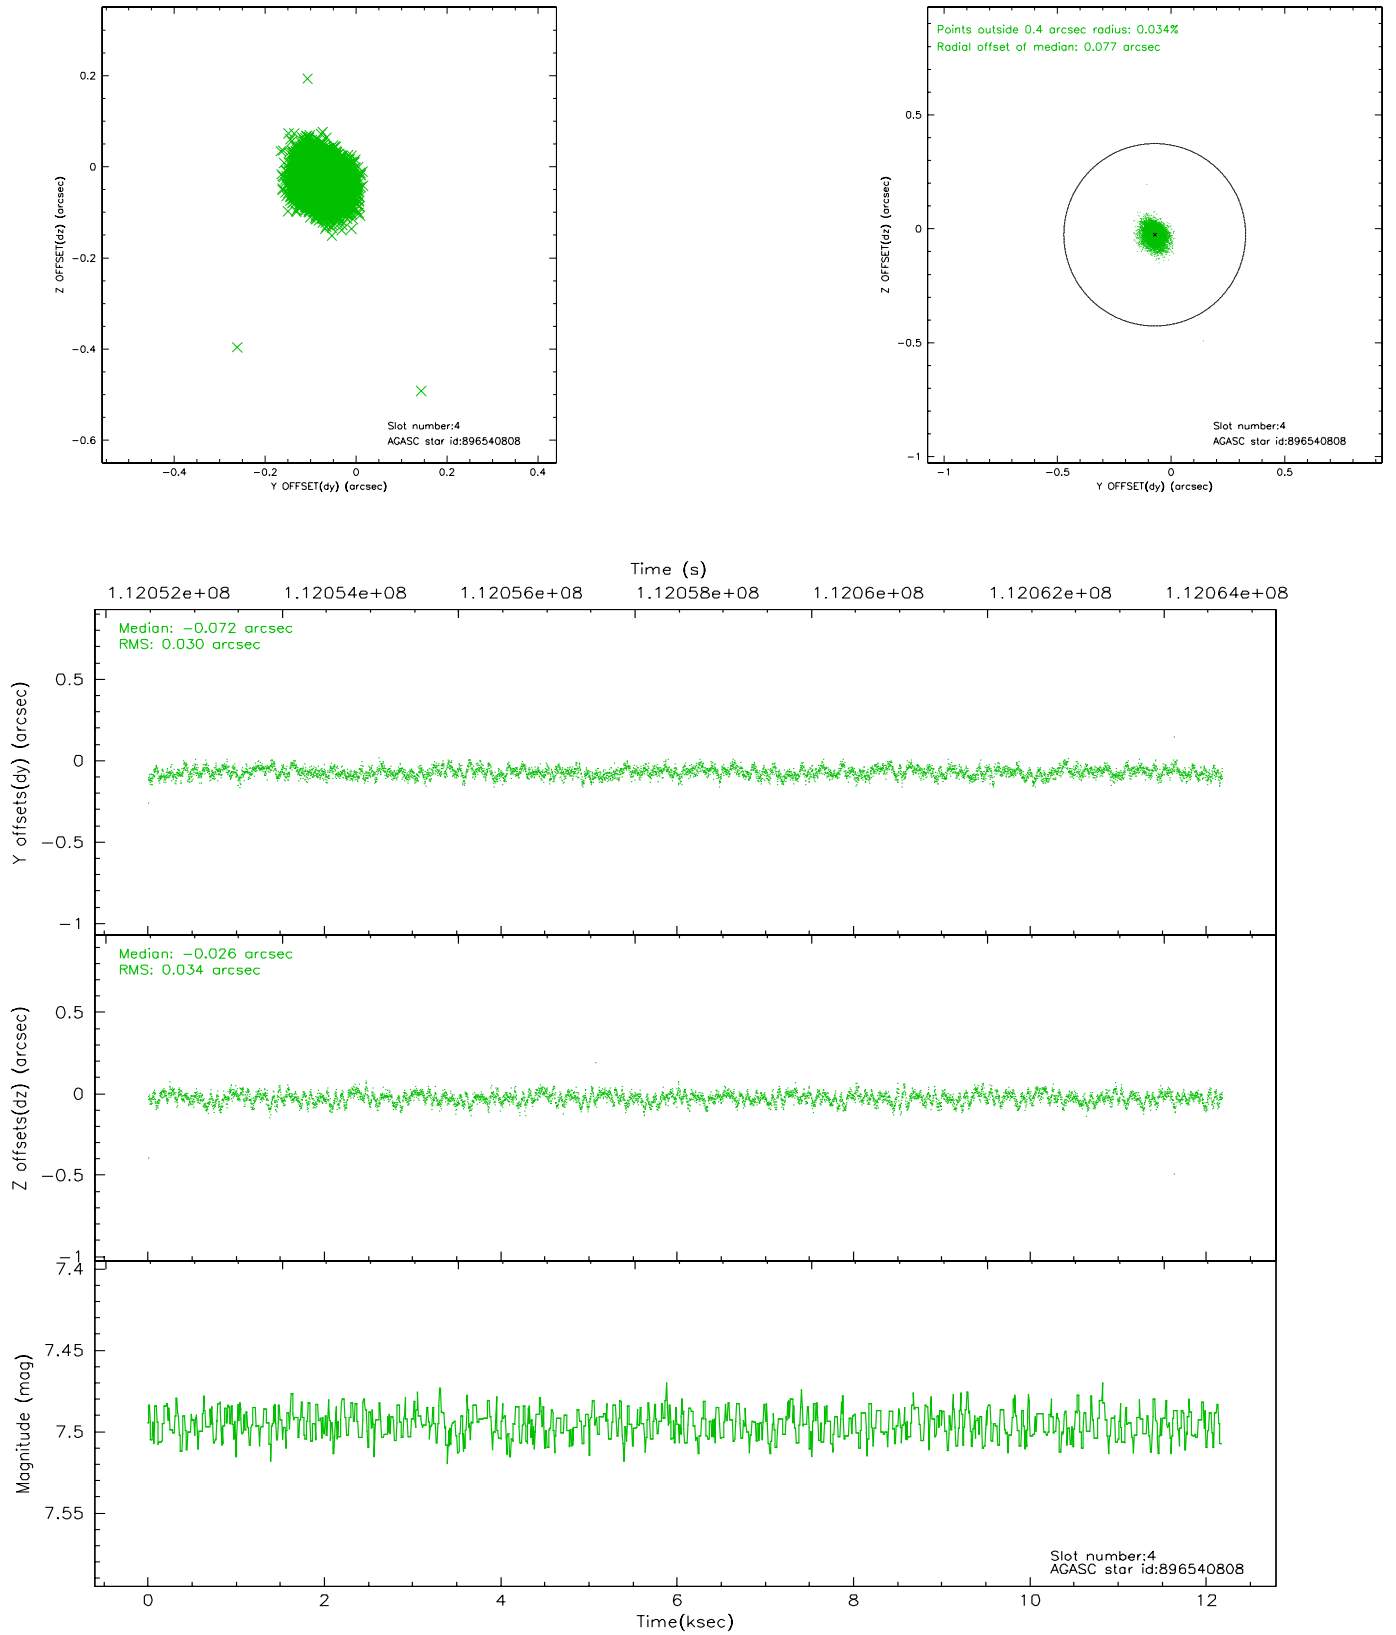 0.2
0
−0.2
−0.4
−0.6
Z OFFSET(dz) (arcsec)
Slot number:4
AGASC star id:896540808
−0.4 −0.2 0 0.2 0.4
Y OFFSET(dy) (arcsec)
Points outside 0.4 arcsec radius: 0.034%
Radial offset of median: 0.077 arcsec
0.5
0
−0.5
−1
Z OFFSET(dz) (arcsec)
Slot number:4
AGASC star id:896540808
−1 −0.5 0 0.5
Y OFFSET(dy) (arcsec)
Time (s)
1.12052e+08 1.12054e+08 1.12056e+08 1.12058e+08 1.1206e+08 1.12062e+08 1.12064e+08
Median: −0.072 arcsec
RMS: 0.030 arcsec
0.5
0
−0.5
−1
Y offsets(dy) (arcsec)
Median: −0.026 arcsec
RMS: 0.034 arcsec
0.5
0
−0.5
−1
Z offsets(dz) (arcsec)
7.4
7.45
7.5
7.55
Magnitude (mag)
Slot number:4
AGASC star id:896540808
0 2 4 6 8 10 12
Time(ksec)